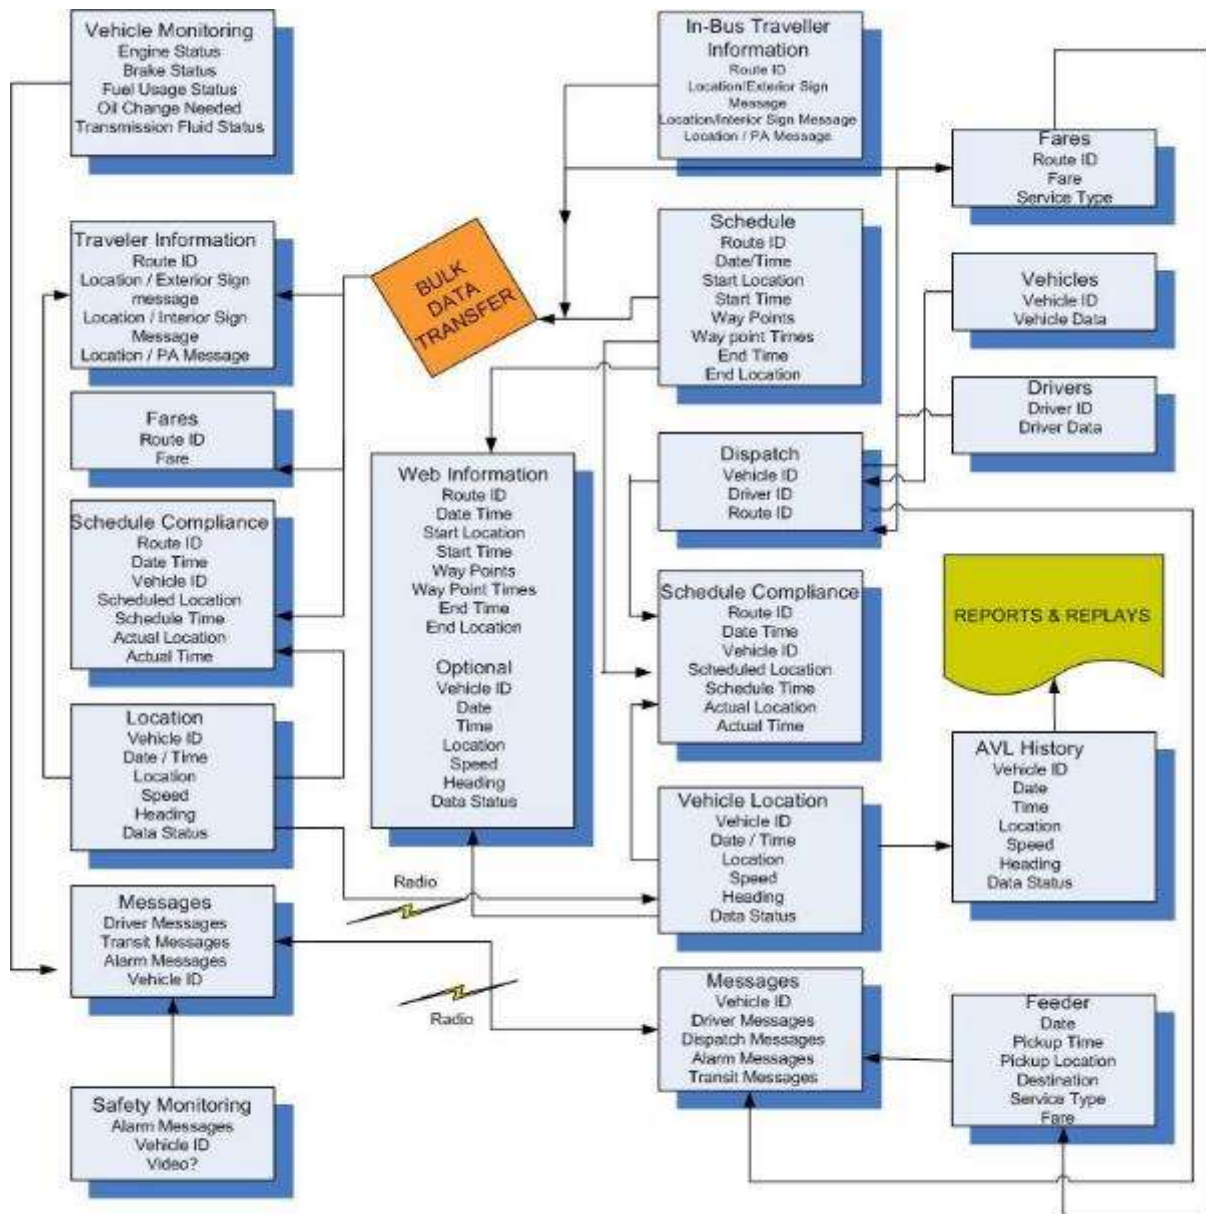 Vehicle Monitoring
Engine Status
Brake Status
Fuel Usage Status
Oil Change Needed
Transmission Fluid Status
Traveler Information
Route ID
Location / Exterior Sign
message
Location / Interior Sign
Message
Location / PA Message
Fares
Route ID
Fare
Schedule Compliance
Route ID
Date Time
Vehicle ID
Scheduled Location
Schedule Time
Actual Location
Actual Time
Location
Vehicle ID
Date / Time
Location
Speed
Heading
Data Status
Messages
Driver Messages
Transit Messages
Alarm Messages
Vehicle ID
Safety Monitoring
Alarm Messages
Vehicle ID
Video?
BULK
DATA
TRANSFER
Web Information
Route ID
Date Time
Start Location
Start Time
Way Points
Way Point Times
End Time
End Location
Optional
Vehicle ID
Date
Time
Location
Speed
Heading
Data Status
Radio
Radio
In-Bus Traveller
Information
Route ID
Location/Exterior Sign
Message
Location/Interior Sign Message
Location / PA Message
Schedule
Route ID
Date/Time
Start Location
Start Time
Way Points
Way point Times
End Time
End Location
Dispatch
Vehicle ID
Driver ID
Route ID
Schedule Compliance
Route ID
Date Time
Vehicle ID
Scheduled Location
Schedule Time
Actual Location
Actual Time
Vehicle Location
Vehicle ID
Date / Time
Location
Speed
Heading
Data Status
Messages
Vehicle ID
Driver Messages
Dispatch Messages
Alarm Messages
Transit Messages
Fares
Route ID
Fare
Service Type
Vehicles
Vehicle ID
Vehicle Data
Drivers
Driver ID
Driver Data
REPORTS & REPLAYS
AVL History
Vehicle ID
Date
Time
Location
Speed
Heading
Data Status
Feeder
Date
Pickup Time
Pickup Location
Destination
Service Type
Fare